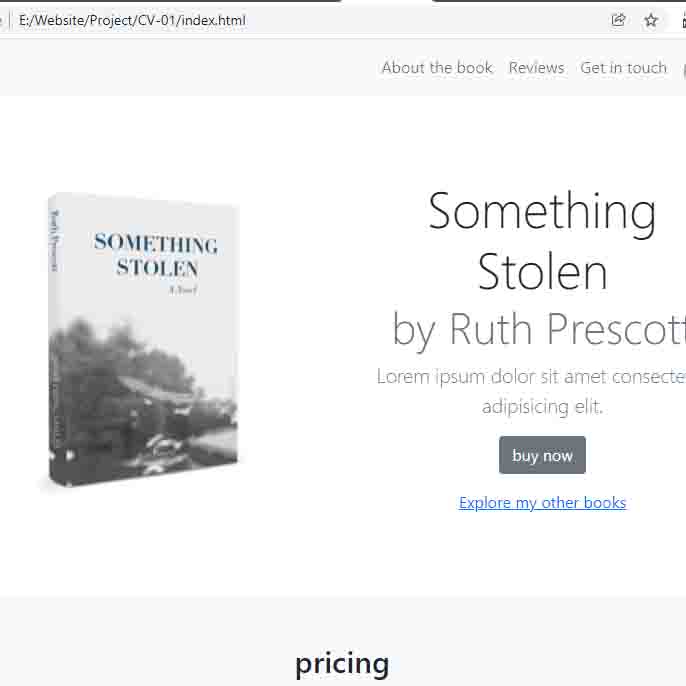 E:/Website/Project/CV-01/index.html
About the book Reviews Get in touch
Something
Stolen
by Ruth Prescott
Lorem ipsum dolor sit amet consecte
adipisicing elit.
buy now
Explore my other books
Ruth Prescott
SOMETHING
STOLEN
A Novel
pricing